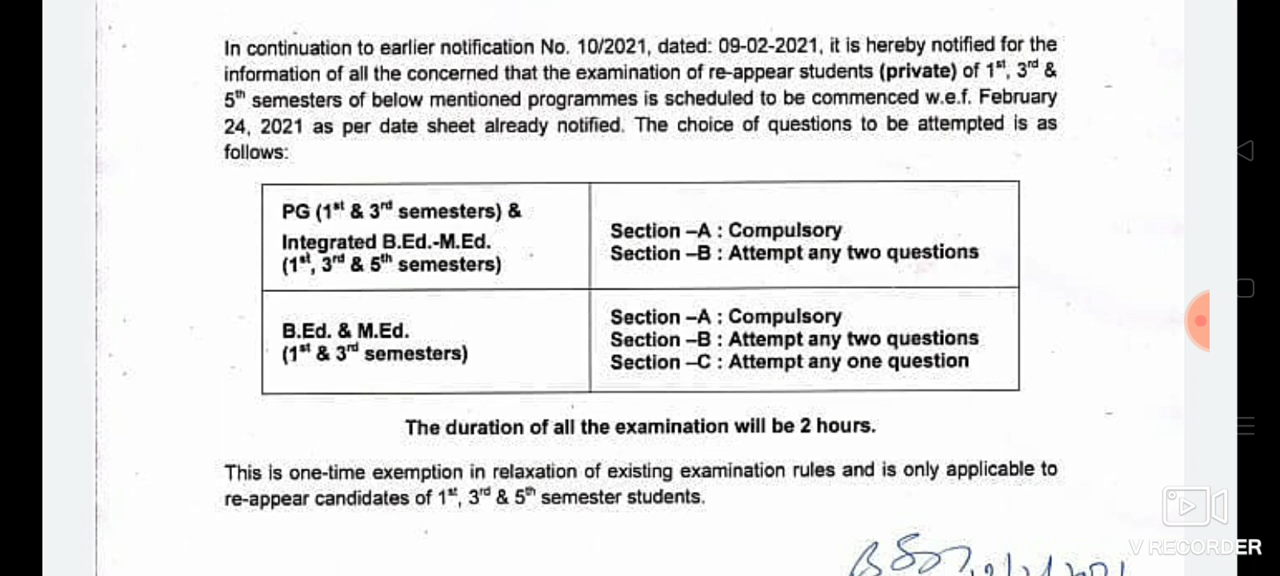 In continuation to earlier notification No. 10/2021, dated: 09-02-2021, it is hereby notified for the
information of all the concerned that the examination of re-appear students (private) of 1st, 3rd &
5th semesters of below mentioned programmes is scheduled to be commenced w.e.f. February
24, 2021 as per date sheet already notified. The choice of questions to be attempted is as
follows:
PG (1st & 3rd semesters) &
Integrated B.Ed.-M.Ed.
(1st, 3rd & 5th semesters)
Section –A : Compulsory
Section –B : Attempt any two questions
B.Ed. & M.Ed.
(1st & 3rd semesters)
Section –A : Compulsory
Section –B : Attempt any two questions
Section –C : Attempt any one question
The duration of all the examination will be 2 hours.
This is one-time exemption in relaxation of existing examination rules and is only applicable to
re-appear candidates of 1st, 3rd & 5th semester students.
V RECORDER